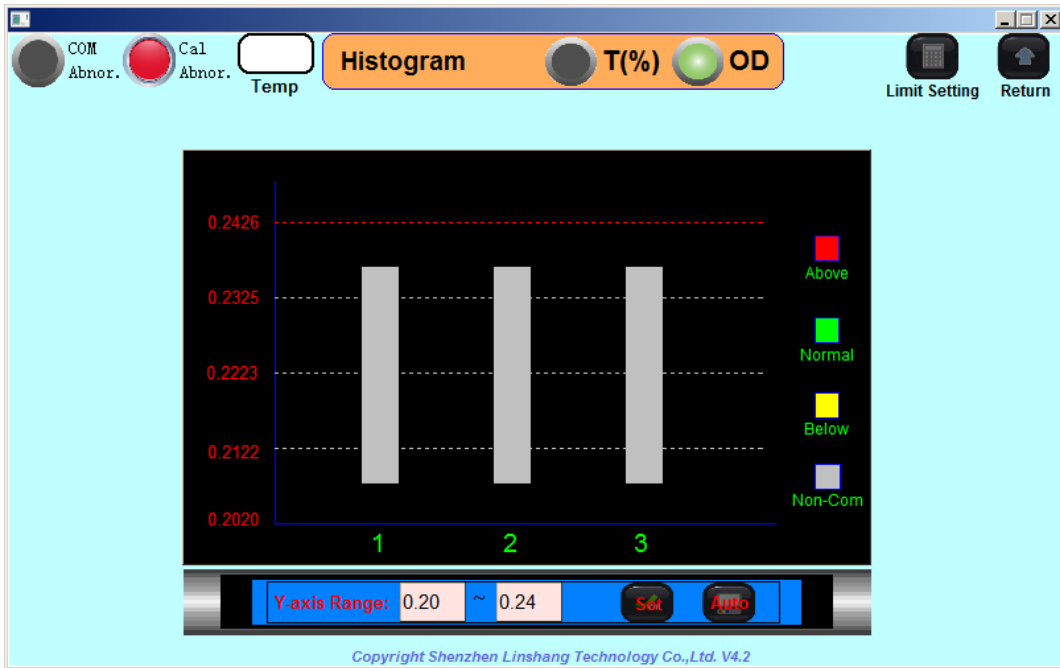 COM
Abnor.
Cal
Abnor.
Temp
Histogram
T(%)
OD
Limit Setting
Return
0.2426
0.2325
0.2223
0.2122
0.2020
1
2
3
Above
Normal
Below
Non-Com
Y-axis Range:
0.20
~
0.24
Set
Auto
Copyright Shenzhen Linshang Technology Co.,Ltd. V4.2